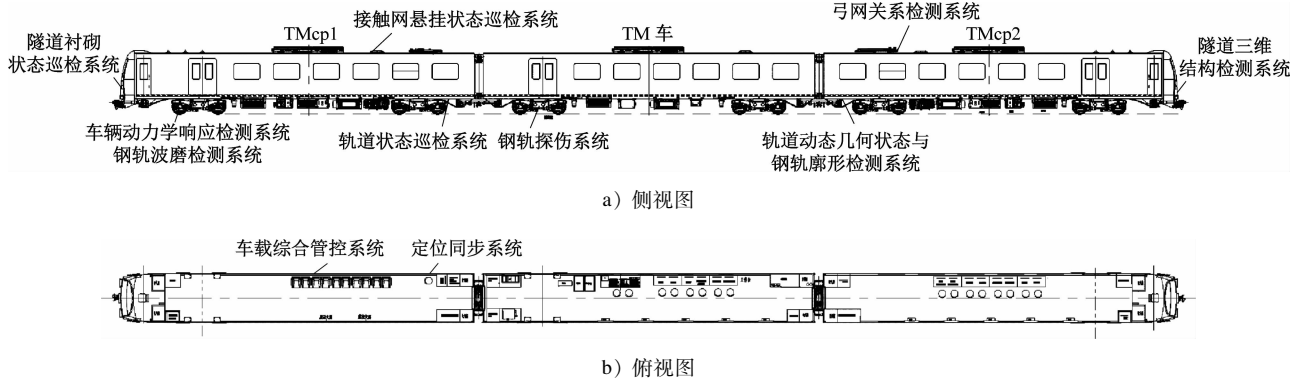 弓网关系检测系统
接触网悬挂状态巡检系统
TMcp1
TM 车
TMcp2
隧道衬砌
状态巡检系统
隧道三维
结构检测系统
车辆动力学响应检测系统
钢轨波磨检测系统
轨道状态巡检系统
钢轨探伤系统
轨道动态几何状态与
钢轨廓形检测系统
a）侧视图
车载综合管控系统
定位同步系统
b）俯视图